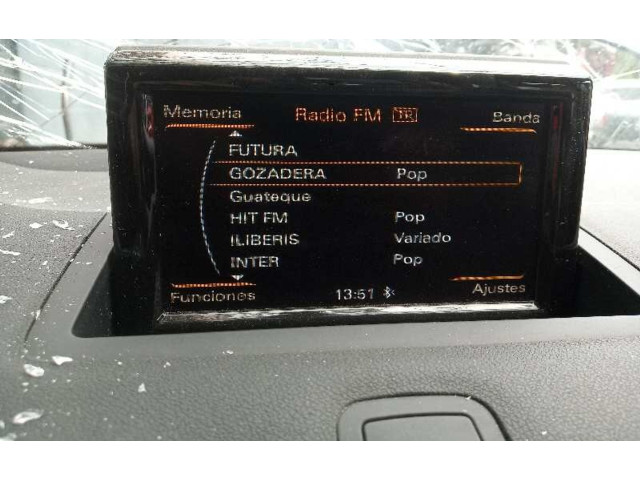 Memoria Radio FM TP Banda
FUTURA
GOZADERA Pop
Guateque
HIT FM Pop
ILIBERIS Variado
INTER Pop
Funciones 13:51 Ajustes